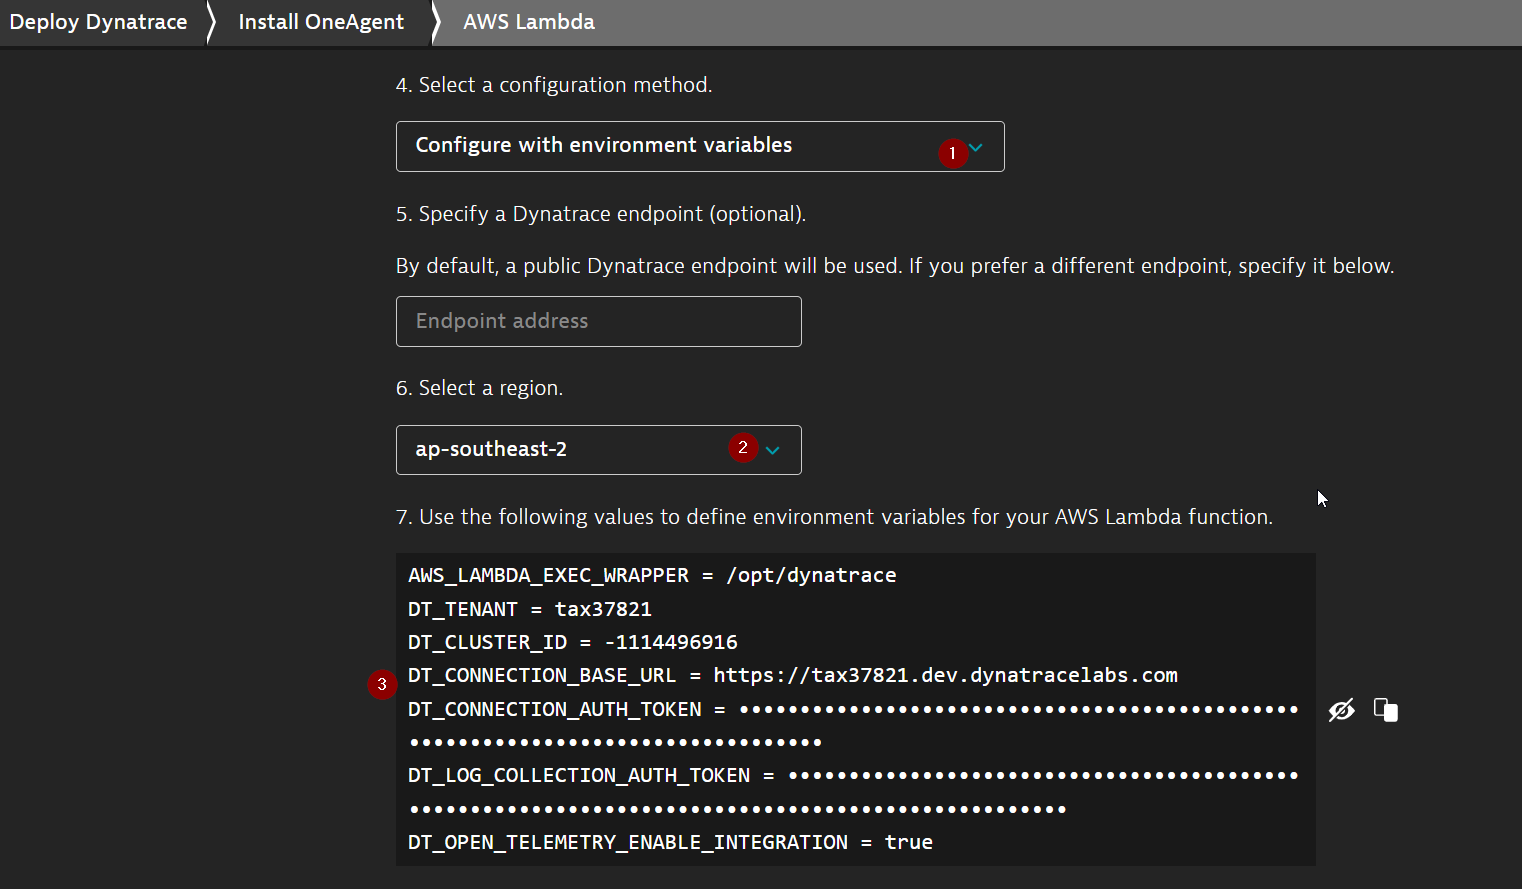 Deploy Dynatrace Install OneAgent AWS Lambda
4. Select a configuration method.
Configure with environment variables 1
5. Specify a Dynatrace endpoint (optional).
By default, a public Dynatrace endpoint will be used. If you prefer a different endpoint, specify it below.
Endpoint address
6. Select a region.
ap-southeast-2 2
7. Use the following values to define environment variables for your AWS Lambda function.
AWS_LAMBDA_EXEC_WRAPPER = /opt/dynatrace
DT_TENANT = tax37821
DT_CLUSTER_ID = -1114496916
3 DT_CONNECTION_BASE_URL = https://tax37821.dev.dynatracelabs.com
DT_CONNECTION_AUTH_TOKEN = ••••••••••••••••••••••••••••••••••••••••••••••
••••••••••••••••••••••••••••••••••
DT_LOG_COLLECTION_AUTH_TOKEN = ••••••••••••••••••••••••••••••••••••••••••
••••••••••••••••••••••••••••••••••••••••••••••••••••••
DT_OPEN_TELEMETRY_ENABLE_INTEGRATION = true